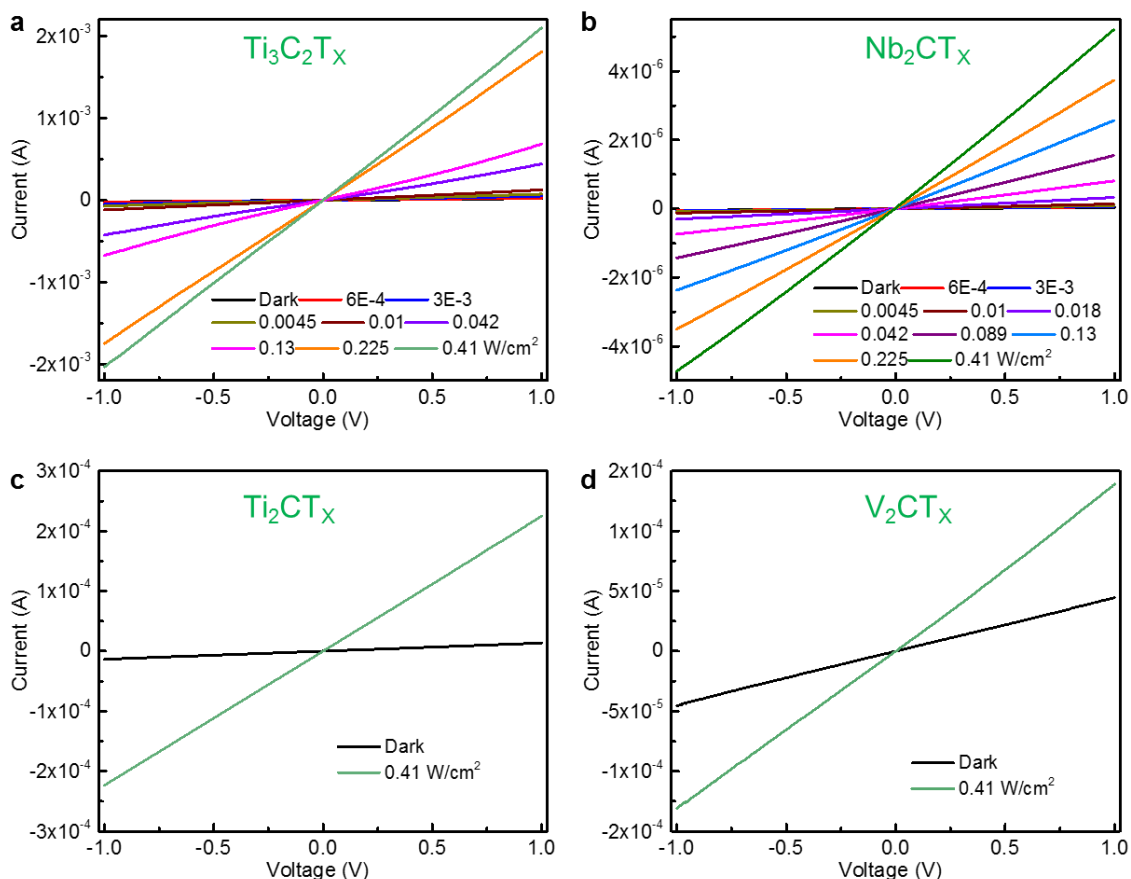 a
Ti₃C₂Tₓ
2x10⁻³
1x10⁻³
0
-1x10⁻³
-2x10⁻³
Current (A)
Dark 6E-4 3E-3
0.0045 0.01 0.042
0.13 0.225 0.41 W/cm²
-1.0 -0.5 0.0 0.5 1.0
Voltage (V)
b
Nb₂CTₓ
4x10⁻⁶
2x10⁻⁶
0
-2x10⁻⁶
-4x10⁻⁶
Current (A)
Dark 6E-4 3E-3
0.0045 0.01 0.018
0.042 0.089 0.13
0.225 0.41 W/cm²
-1.0 -0.5 0.0 0.5 1.0
Voltage (V)
c
Ti₂CTₓ
3x10⁻⁴
2x10⁻⁴
1x10⁻⁴
0
-1x10⁻⁴
-2x10⁻⁴
-3x10⁻⁴
Current (A)
Dark
0.41 W/cm²
-1.0 -0.5 0.0 0.5 1.0
Voltage (V)
d
V₂CTₓ
2x10⁻⁴
1x10⁻⁴
5x10⁻⁵
0
-5x10⁻⁵
-1x10⁻⁴
-2x10⁻⁴
Current (A)
Dark
0.41 W/cm²
-1.0 -0.5 0.0 0.5 1.0
Voltage (V)